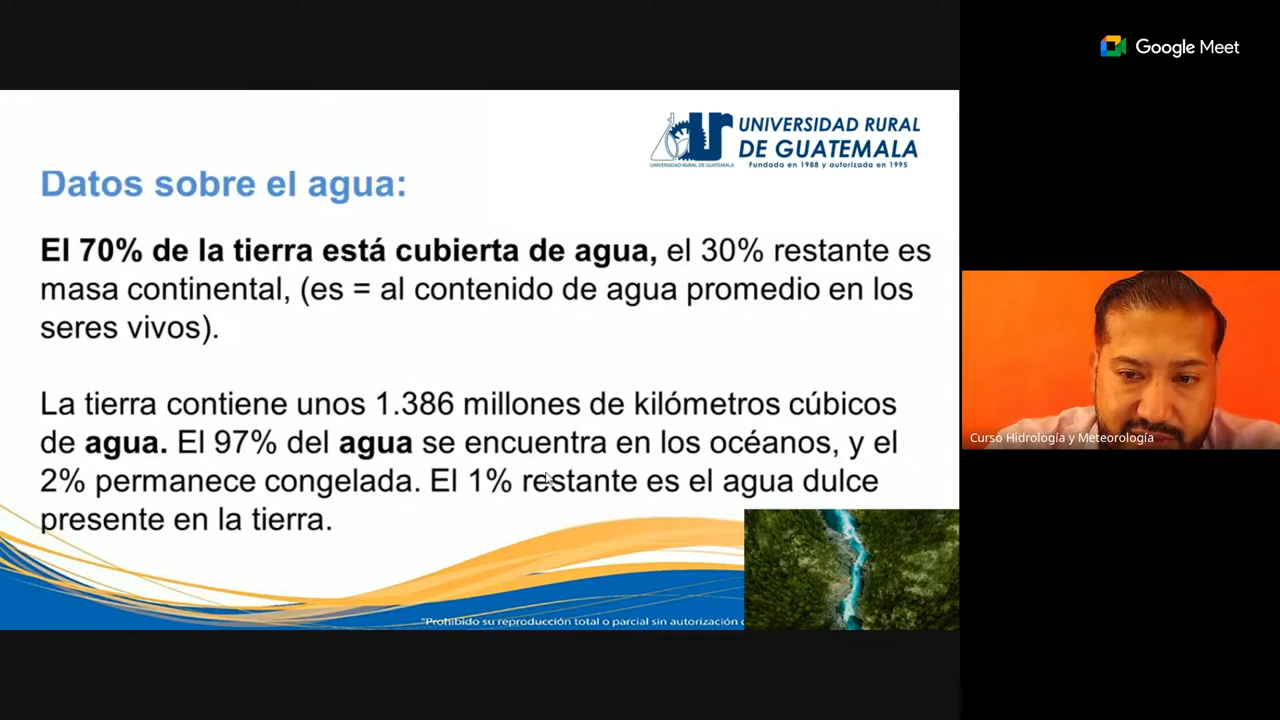 Google Meet
UNIVERSIDAD RURAL
DE GUATEMALA
Fundada en 1988 y autorizada en 1995
UNIVERSIDAD RURAL DE GUATEMALA
Datos sobre el agua:
El 70% de la tierra está cubierta de agua, el 30% restante es
masa continental, (es = al contenido de agua promedio en los
seres vivos).
La tierra contiene unos 1.386 millones de kilómetros cúbicos
de agua. El 97% del agua se encuentra en los océanos, y el
2% permanece congelada. El 1% restante es el agua dulce
presente en la tierra.
"Prohibido su reproducción total o parcial sin autorización
Curso Hidrología y Meteorología